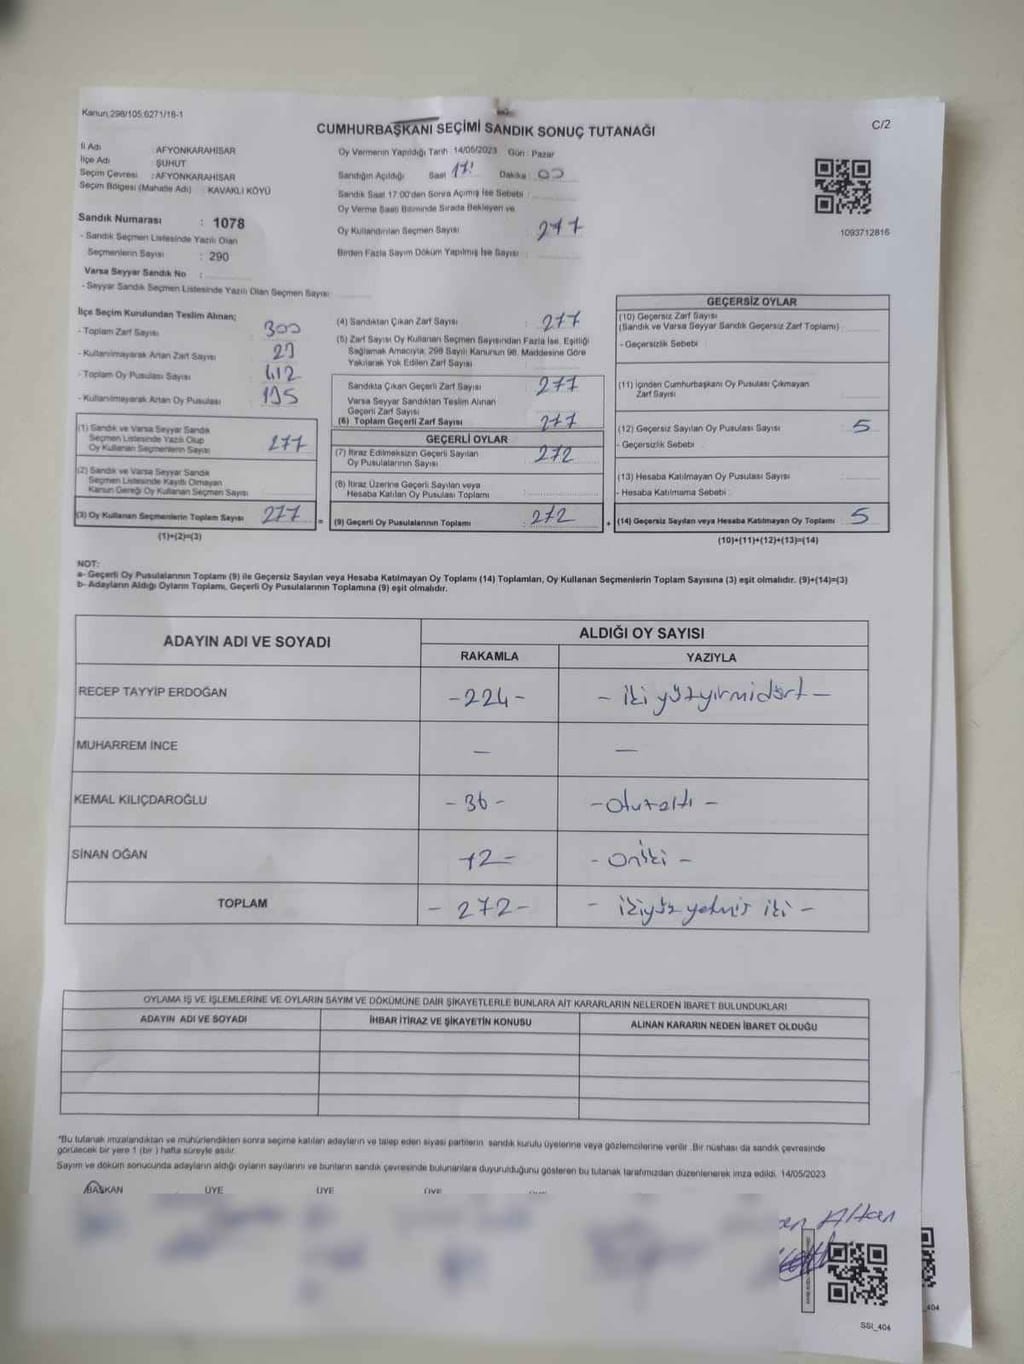 Kanun:298/105,6271/18-1
C/2
CUMHURBAŞKANI SEÇİMİ SANDIK SONUÇ TUTANAĞI
İl Adı : AFYONKARAHİSAR
İlçe Adı : ŞUHUT
Seçim Çevresi : AFYONKARAHİSAR
Seçim Bölgesi (Mahalle Adı) : KAVAKLI KÖYÜ
Sandık Numarası : 1078
- Sandık Seçmen Listesinde Yazılı Olan
Seçmenlerin Sayısı : 290
Varsa Seyyar Sandık No :
- Seyyar Sandık Seçmen Listesinde Yazılı Olan Seçmen Sayısı
Oy Vermenin Yapıldığı Tarih : 14/05/2023 Gün : Pazar
Sandığın Açıldığı Saat 17: Dakika : 00
Sandık Saat 17:00'den Sonra Açılmış İse Sebebi :
Oy Verme Saati Bitiminde Sırada Bekleyen ve
Oy Kullandırılan Seçmen Sayısı : 277
Birden Fazla Sayım Döküm Yapılmış İse Sayısı :
1093712816
İlçe Seçim Kurulundan Teslim Alınan;
- Toplam Zarf Sayısı 300
- Kullanılmayarak Artan Zarf Sayısı 23
- Toplam Oy Pusulası Sayısı 412
- Kullanılmayarak Artan Oy Pusulası 135
(1) Sandık ve Varsa Seyyar Sandık
Seçmen Listesinde Yazılı Olup
Oy Kullanan Seçmenlerin Sayısı 277
(2) Sandık ve Varsa Seyyar Sandık
Seçmen Listesinde Kayıtlı Olmayan
Kanun Gereği Oy Kullanan Seçmen Sayısı
(3) Oy Kullanan Seçmenlerin Toplam Sayısı 277
(1)+(2)=(3)
(4) Sandıktan Çıkan Zarf Sayısı : 277
(5) Zarf Sayısı Oy Kullanan Seçmen Sayısından Fazla İse, Eşitliği
Sağlamak Amacıyla; 298 Sayılı Kanunun 98. Maddesine Göre
Yakılarak Yok Edilen Zarf Sayısı :
Sandıkta Çıkan Geçerli Zarf Sayısı 277
Varsa Seyyar Sandıktan Teslim Alınan
Geçerli Zarf Sayısı
(6) Toplam Geçerli Zarf Sayısı : 277
GEÇERLİ OYLAR
(7) İtiraz Edilmeksizin Geçerli Sayılan
Oy Pusulalarının Sayısı : 272
(8) İtiraz Üzerine Geçerli Sayılan veya
Hesaba Katılan Oy Pusulası Toplamı
= (9) Geçerli Oy Pusulalarının Toplamı : 272
GEÇERSİZ OYLAR
(10) Geçersiz Zarf Sayısı
(Sandık ve Varsa Seyyar Sandık Geçersiz Zarf Toplamı)
- Geçersizlik Sebebi :
(11) İçinden Cumhurbaşkanı Oy Pusulası Çıkmayan
Zarf Sayısı
(12) Geçersiz Sayılan Oy Pusulası Sayısı : 5
- Geçersizlik Sebebi :
(13) Hesaba Katılmayan Oy Pusulası Sayısı :
- Hesaba Katılmama Sebebi :
+ (14) Geçersiz Sayılan veya Hesaba Katılmayan Oy Toplamı 5
(10)+(11)+(12)+(13)=(14)
NOT:
a- Geçerli Oy Pusulalarının Toplamı (9) ile Geçersiz Sayılan veya Hesaba Katılmayan Oy Toplamı (14) Toplamları, Oy Kullanan Seçmenlerin Toplam Sayısına (3) eşit olmalıdır. (9)+(14)=(3)
b- Adayların Aldığı Oyların Toplamı, Geçerli Oy Pusulalarının Toplamına (9) eşit olmalıdır.
ADAYIN ADI VE SOYADI
ALDIĞI OY SAYISI
RAKAMLA YAZIYLA
RECEP TAYYİP ERDOĞAN -224- - ikiyüzyirmidört -
MUHARREM İNCE - -
KEMAL KILIÇDAROĞLU - 36 - - otuzaltı -
SİNAN OĞAN -12- - oniki -
TOPLAM - 272- - ikiyüz yetmiş iki -
OYLAMA İŞ VE İŞLEMLERİNE VE OYLARIN SAYIM VE DÖKÜMÜNE DAİR ŞİKAYETLERLE BUNLARA AİT KARARLARIN NELERDEN İBARET BULUNDUKLARI
ADAYIN ADI VE SOYADI İHBAR İTİRAZ VE ŞİKAYETİN KONUSU ALINAN KARARIN NEDEN İBARET OLDUĞU
*Bu tutanak imzalandıktan ve mühürlendikten sonra seçime katılan adayların ve talep eden siyasi partilerin sandık kurulu üyelerine veya gözlemcilerine verilir. Bir nüshası da sandık çevresinde
görülecek bir yere 1 (bir) hafta süreyle asılır.
Sayım ve döküm sonucunda adayların aldığı oyların sayılarını ve bunların sandık çevresinde bulunanlara duyurulduğunu gösteren bu tutanak tarafımızdan düzenlenerek imza edildi. 14/05/2023
BAŞKAN ÜYE ÜYE ÜYE
Altan
SSI_404
_404